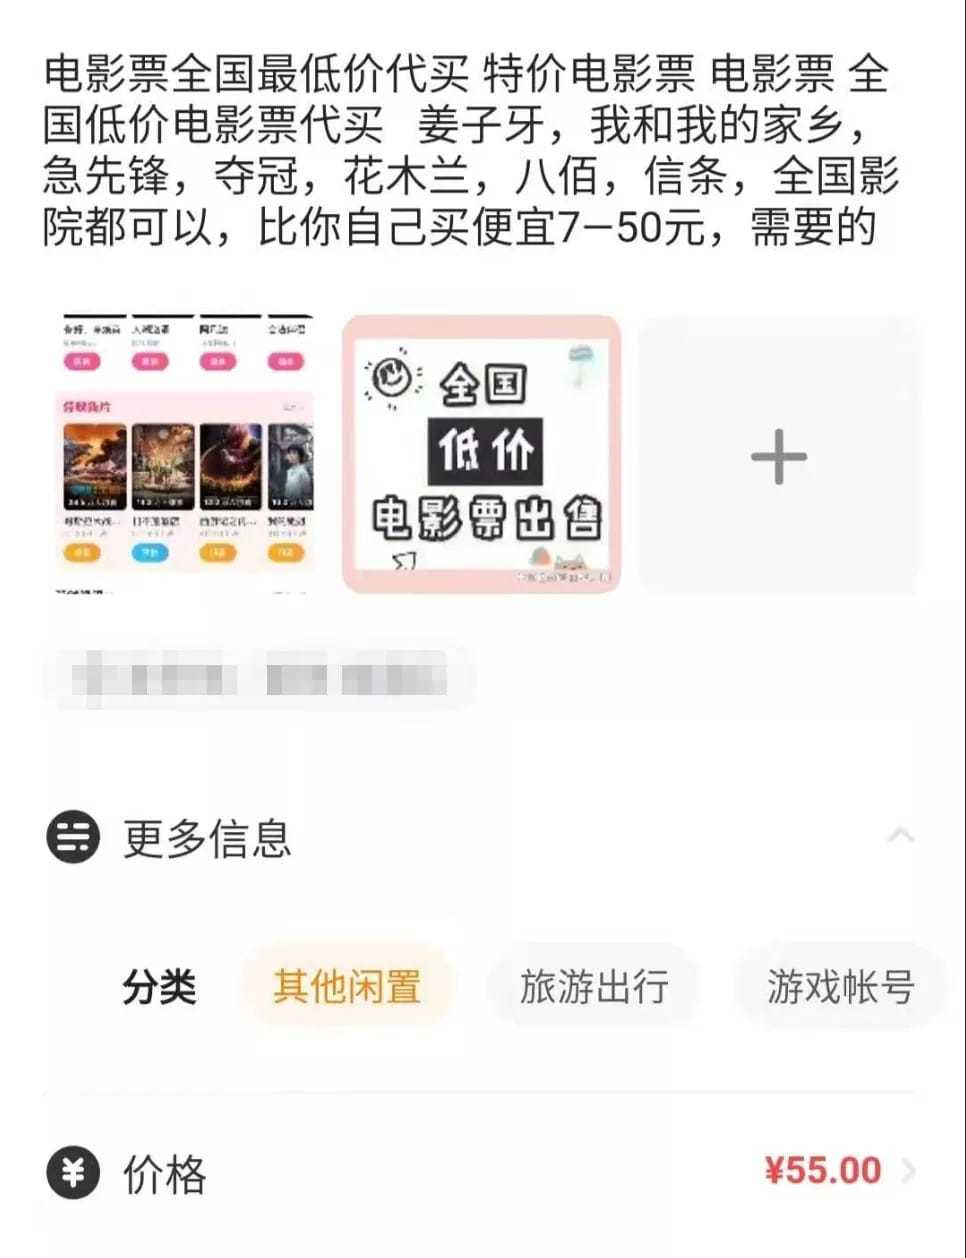 电影票全国最低价代买 特价电影票 电影票 全
国低价电影票代买 姜子牙，我和我的家乡，
急先锋，夺冠，花木兰，八佰，信条，全国影
院都可以，比你自己买便宜7—50元，需要的
全国
低价
电影票出售
更多信息
分类 其他闲置 旅游出行 游戏帐号
价格 ¥55.00